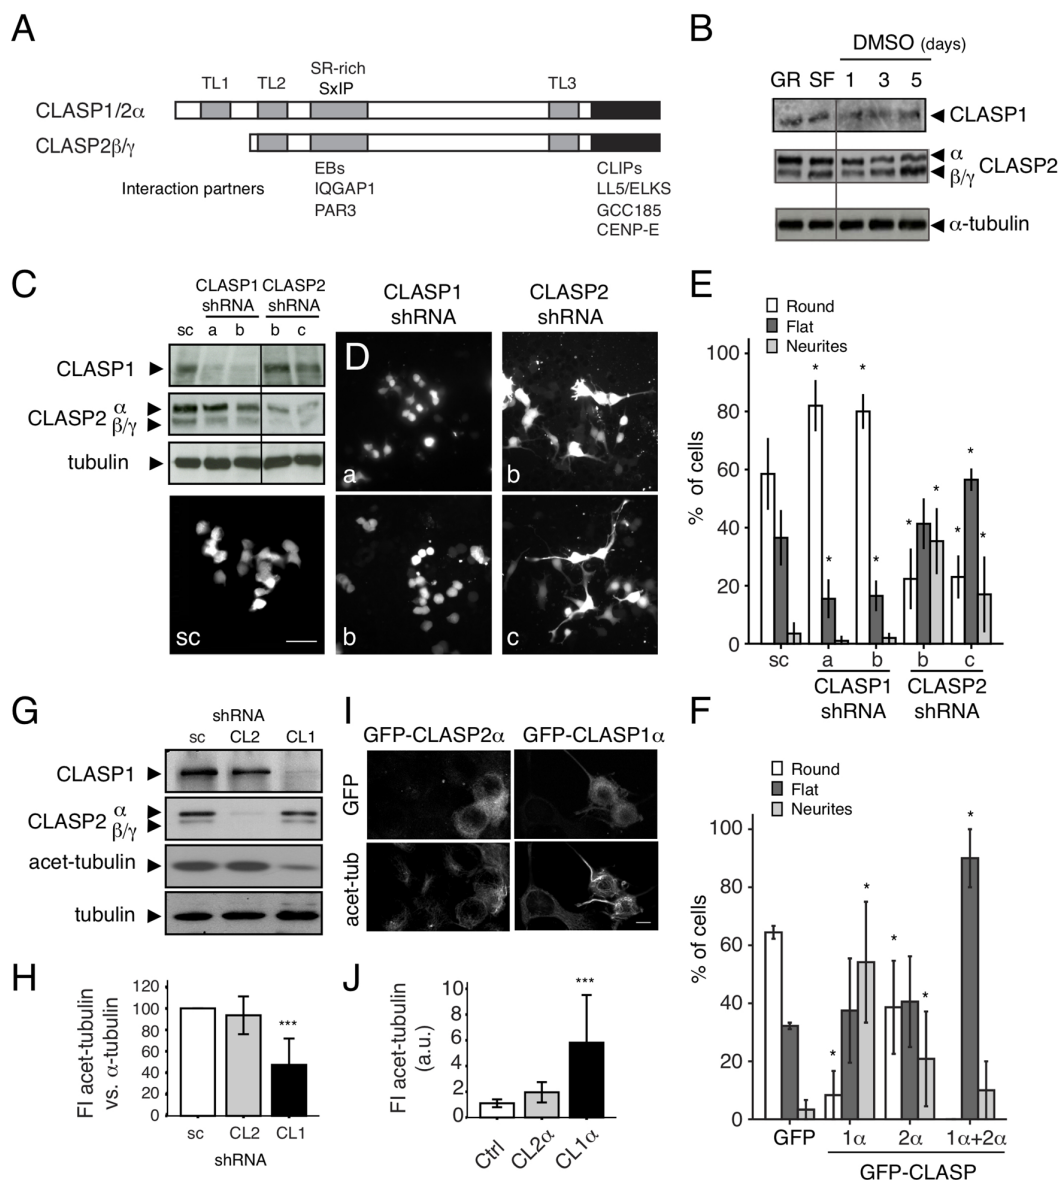 A
TL1 TL2 SR-rich SxIP TL3
CLASP1/2α
CLASP2β/γ
Interaction partners
EBs
IQGAP1
PAR3
CLIPs
LL5/ELKS
GCC185
CENP-E
B
DMSO (days)
GR SF 1 3 5
CLASP1
α
β/γ CLASP2
α-tubulin
C
CLASP1 shRNA CLASP2 shRNA
sc a b b c
CLASP1
CLASP2 α
β/γ
tubulin
sc
CLASP1 shRNA
CLASP2 shRNA
D
a
b
b
c
E
Round
Flat
Neurites
% of cells
100
80
60
40
20
0
* * * * * * * *
sc a b b c
CLASP1 shRNA
CLASP2 shRNA
G
shRNA
sc CL2 CL1
CLASP1
CLASP2 α
β/γ
acet-tubulin
tubulin
I
GFP-CLASP2α GFP-CLASP1α
GFP
acet-tub
F
Round
Flat
Neurites
% of cells
100
80
60
40
20
0
* * * * *
GFP 1α 2α 1α+2α
GFP-CLASP
H
FI acet-tubulin
vs. α-tubulin
120
100
80
60
40
20
0
***
sc CL2 CL1
shRNA
J
FI acet-tubulin
(a.u.)
10
8
6
4
2
0
***
Ctrl CL2α CL1α